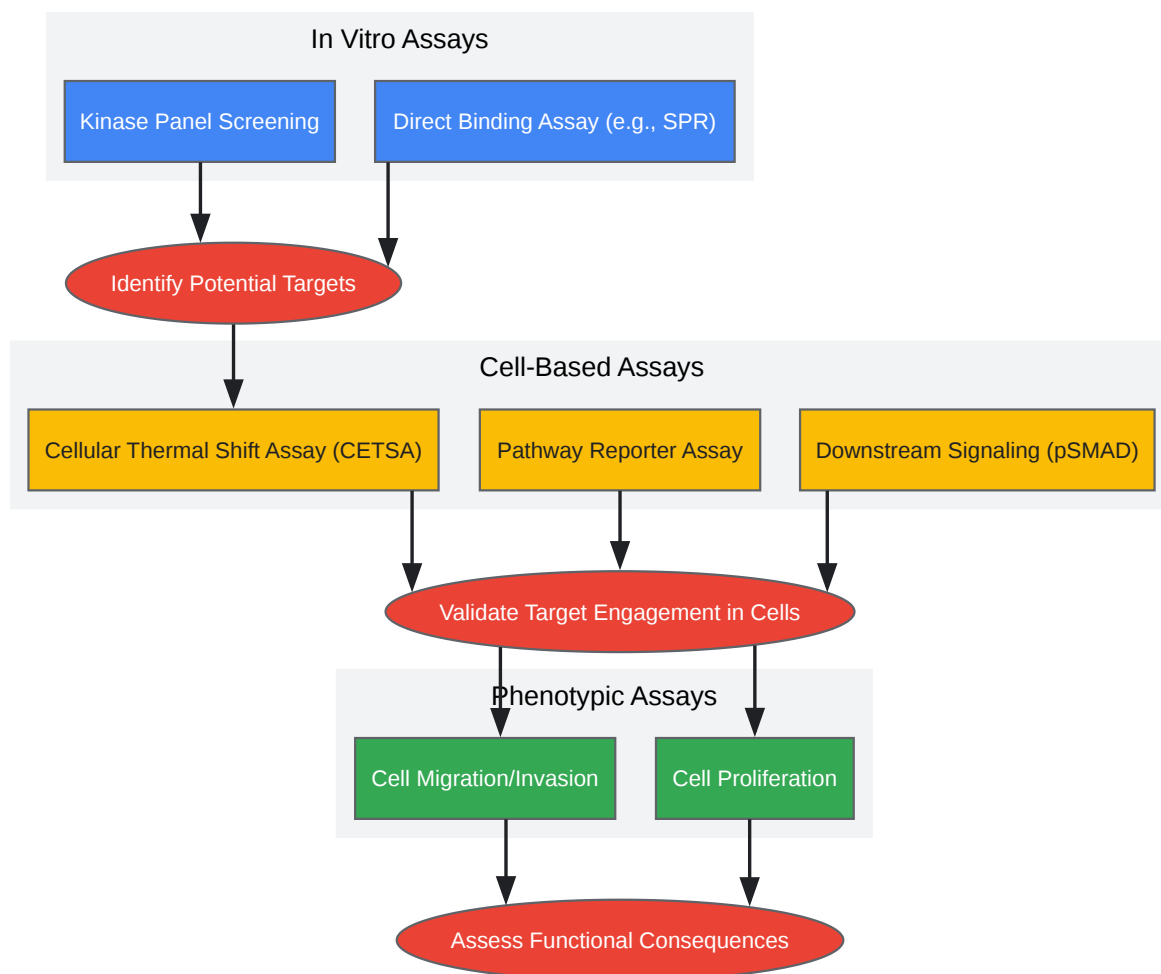 In Vitro Assays
Kinase Panel Screening
Direct Binding Assay (e.g., SPR)
Identify Potential Targets
Cell-Based Assays
Cellular Thermal Shift Assay (CETSA)
Pathway Reporter Assay
Downstream Signaling (pSMAD)
Validate Target Engagement in Cells
Phenotypic Assays
Cell Migration/Invasion
Cell Proliferation
Assess Functional Consequences